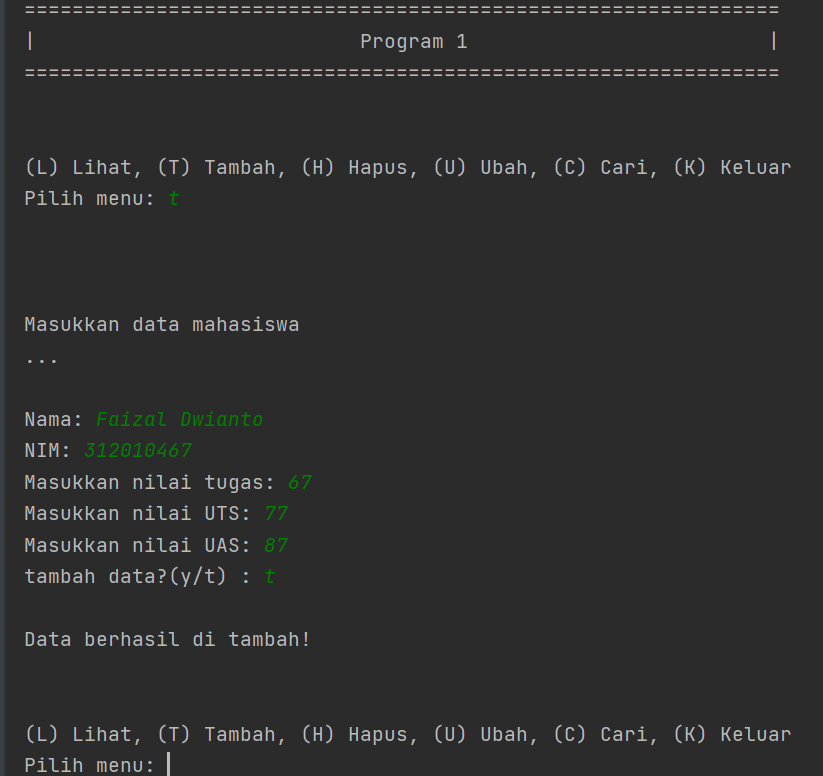 ===============================================================
|                           Program 1                         |
===============================================================
(L) Lihat, (T) Tambah, (H) Hapus, (U) Ubah, (C) Cari, (K) Keluar
Pilih menu: t
Masukkan data mahasiswa
...
Nama: Faizal Dwianto
NIM: 312010467
Masukkan nilai tugas: 67
Masukkan nilai UTS: 77
Masukkan nilai UAS: 87
tambah data?(y/t) : t
Data berhasil di tambah!
(L) Lihat, (T) Tambah, (H) Hapus, (U) Ubah, (C) Cari, (K) Keluar
Pilih menu: